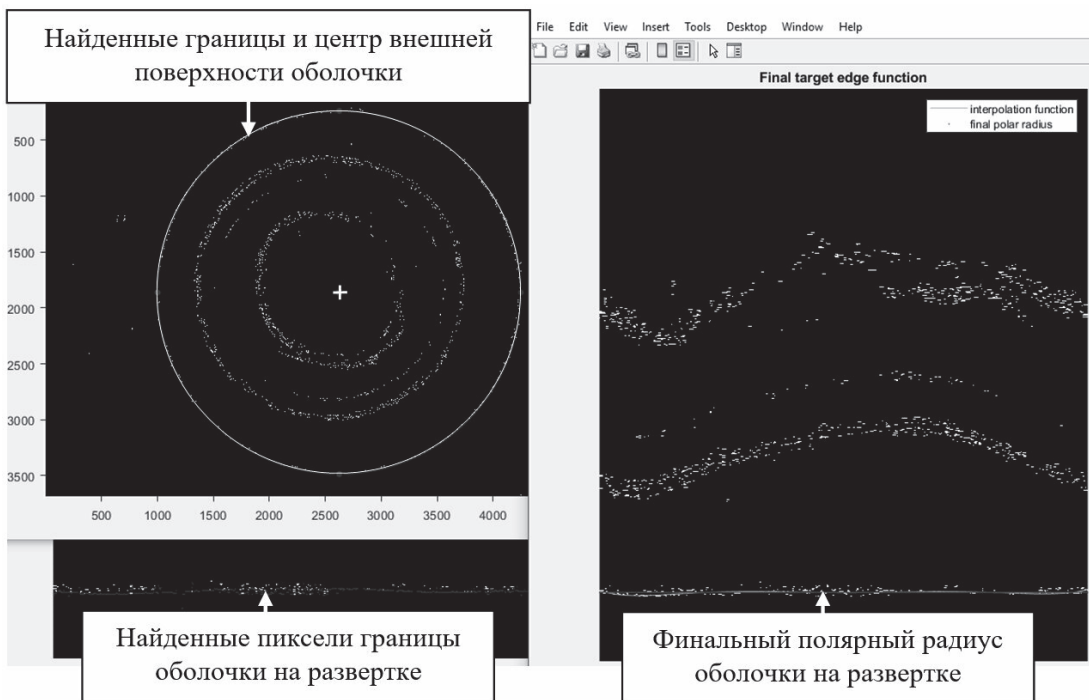 Найденные границы и центр внешней
поверхности оболочки
File Edit View Insert Tools Desktop Window Help
Final target edge function
interpolation function
final polar radius
500
1000
1500
2000
2500
3000
3500
500 1000 1500 2000 2500 3000 3500 4000
Найденные пиксели границы
оболочки на развертке
Финальный полярный радиус
оболочки на развертке